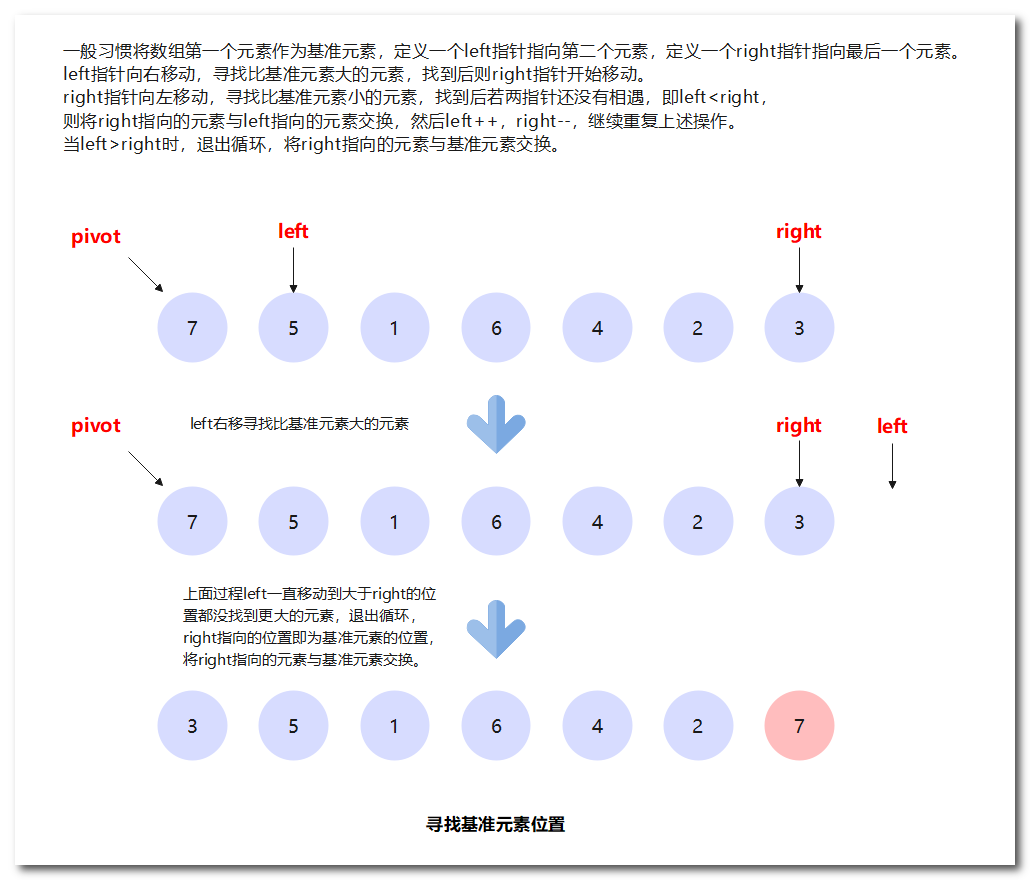 一般习惯将数组第一个元素作为基准元素，定义一个left指针指向第二个元素，定义一个right指针指向最后一个元素。
left指针向右移动，寻找比基准元素大的元素，找到后则right指针开始移动。
right指针向左移动，寻找比基准元素小的元素，找到后若两指针还没有相遇，即left<right，
则将right指向的元素与left指向的元素交换，然后left++，right--，继续重复上述操作。
当left>right时，退出循环，将right指向的元素与基准元素交换。
pivot left right
7 5 1 6 4 2 3
left右移寻找比基准元素大的元素
pivot right left
7 5 1 6 4 2 3
上面过程left一直移动到大于right的位
置都没找到更大的元素，退出循环，
right指向的位置即为基准元素的位置，
将right指向的元素与基准元素交换。
3 5 1 6 4 2 7
寻找基准元素位置